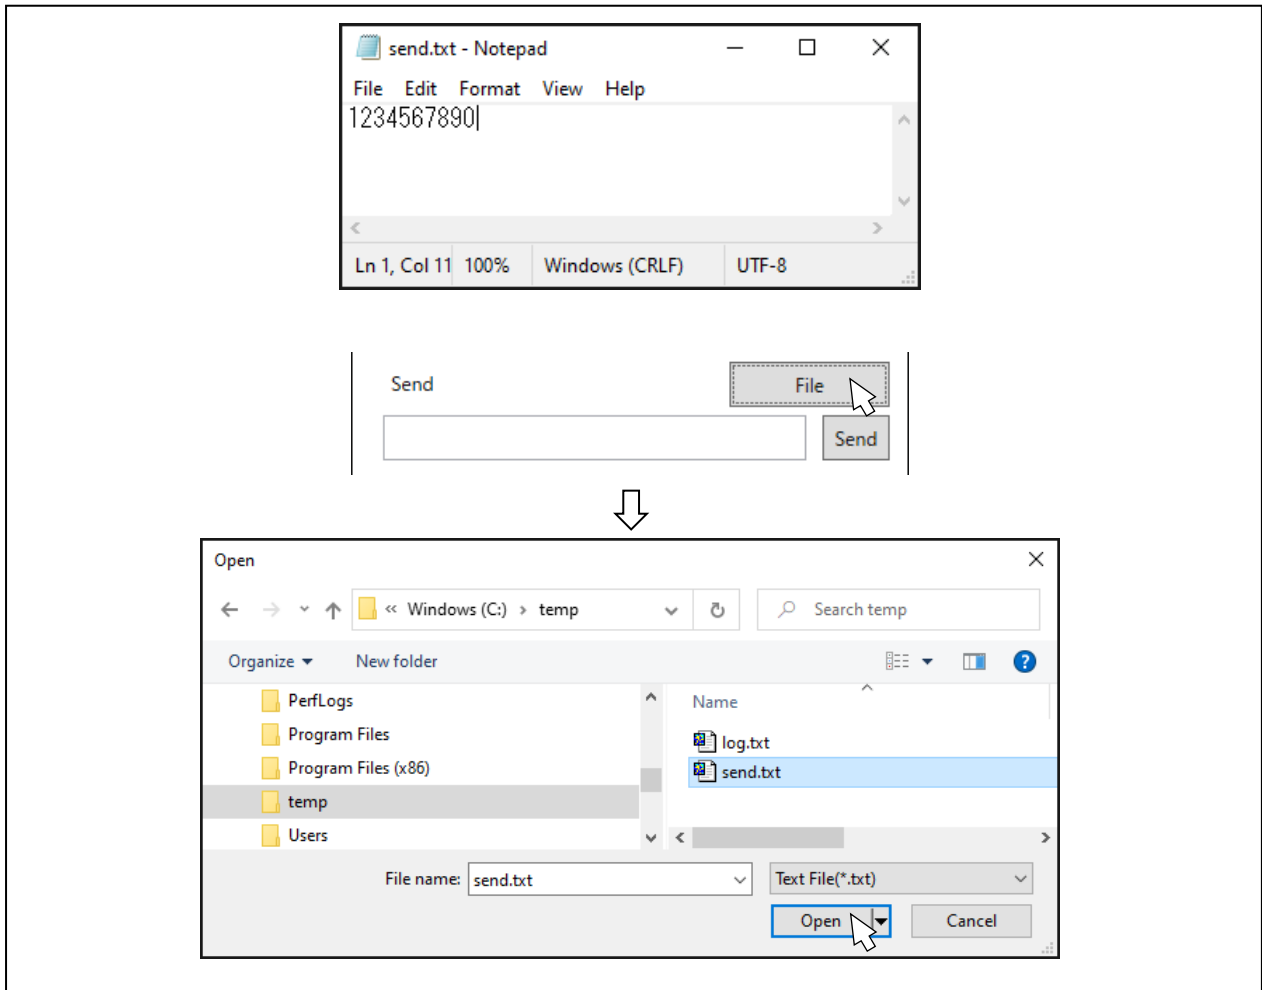 send.txt - Notepad
File Edit Format View Help
1234567890
Ln 1, Col 11 100% Windows (CRLF) UTF-8
Send File
Send
Open
« Windows (C:) › temp Search temp
Organize New folder
PerfLogs
Program Files
Program Files (x86)
temp
Users
Name
log.txt
send.txt
File name: send.txt Text File(*.txt)
Open Cancel